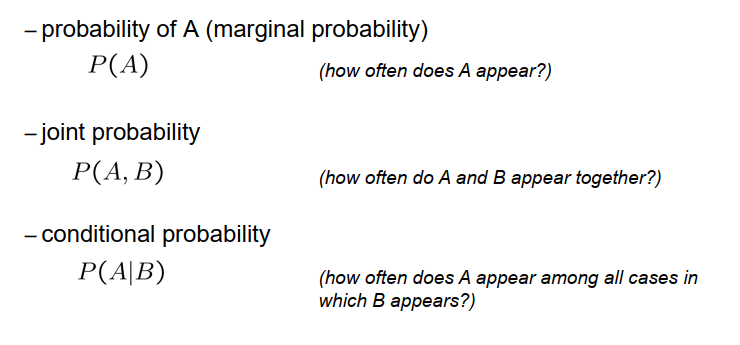 – probability of A (marginal probability)
P(A) (how often does A appear?)
– joint probability
P(A, B) (how often do A and B appear together?)
– conditional probability
P(A|B) (how often does A appear among all cases in
which B appears?)